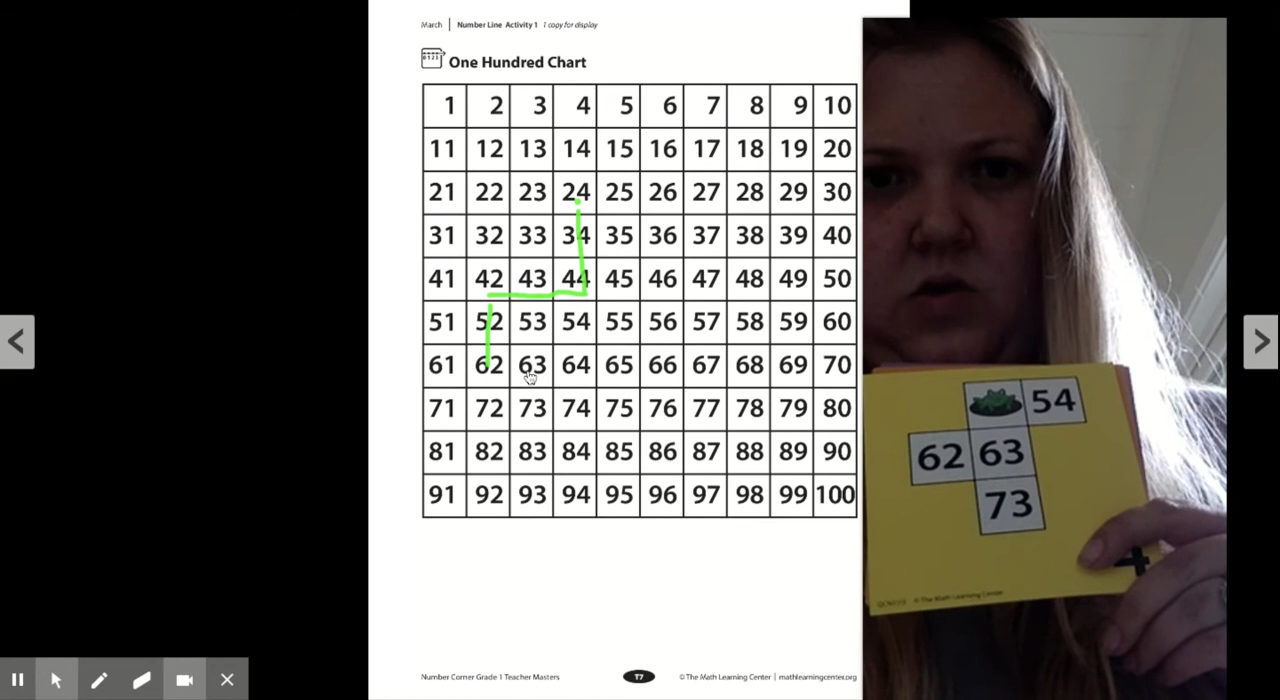 March | Number Line Activity 1 1 copy for display
One Hundred Chart
1 2 3 4 5 6 7 8 9 10
11 12 13 14 15 16 17 18 19 20
21 22 23 24 25 26 27 28 29 30
31 32 33 34 35 36 37 38 39 40
41 42 43 44 45 46 47 48 49 50
51 52 53 54 55 56 57 58 59 60
61 62 63 64 65 66 67 68 69 70
71 72 73 74 75 76 77 78 79 80
81 82 83 84 85 86 87 88 89 90
91 92 93 94 95 96 97 98 99 100
Number Corner Grade 1 Teacher Masters T7 © The Math Learning Center | mathlearningcenter.org
54
62 63
73
© The Math Learning Center